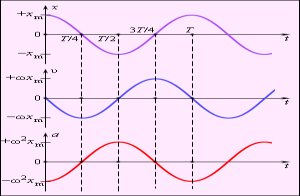 x
+xm
T/4 T/2 3T/4 T
0
t
−xm
υ
+ωxm
0
t
−ωxm
a
+ω²xm
0
t
−ω²xm